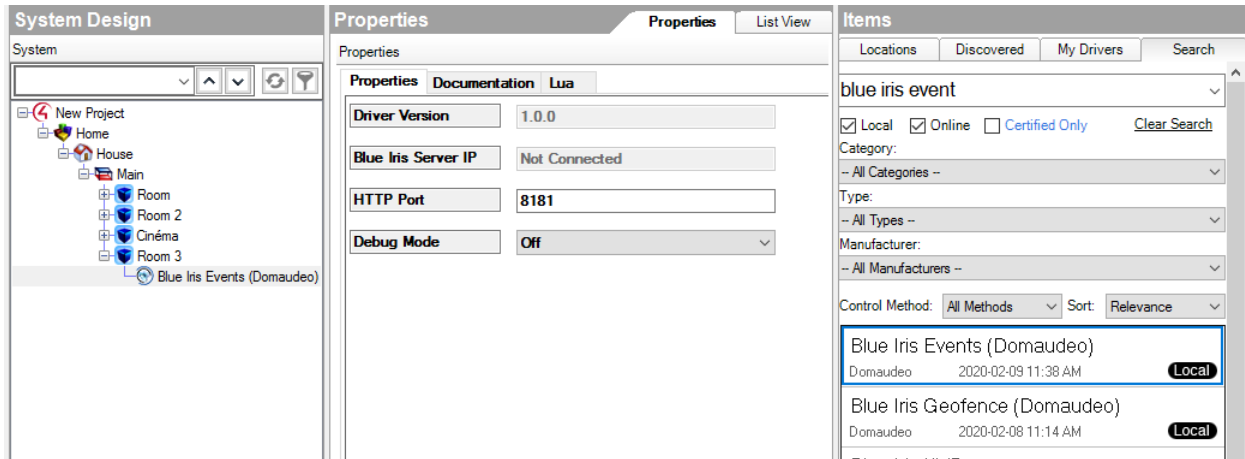 System Design
System
New Project
Home
House
Main
Room
Room 2
Cinéma
Room 3
Blue Iris Events (Domaudeo)
Properties
Properties
List View
Properties
Properties
Documentation
Lua
Driver Version
1.0.0
Blue Iris Server IP
Not Connected
HTTP Port
8181
Debug Mode
Off
Items
Locations
Discovered
My Drivers
Search
blue iris event
Local
Online
Certified Only
Clear Search
Category:
-- All Categories --
Type:
-- All Types --
Manufacturer:
-- All Manufacturers --
Control Method:
All Methods
Sort:
Relevance
Blue Iris Events (Domaudeo)
Domaudeo 2020-02-09 11:38 AM
Local
Blue Iris Geofence (Domaudeo)
Domaudeo 2020-02-08 11:14 AM
Local